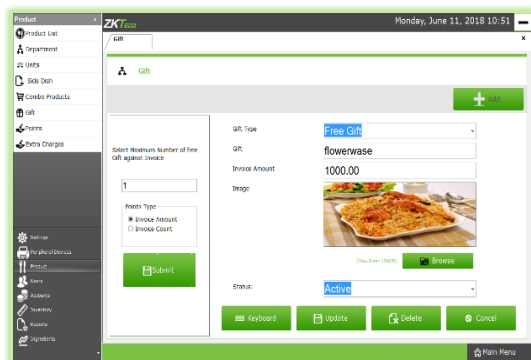 Product
Product List
Department
Units
Side Dish
Combo Products
Gift
Points
Extra Charges
Settings
Peripheral Devices
Product
Users
Accounts
Inventory
Reports
Ingredients
ZKTECO
Monday, June 11, 2018 10:51
Gift
x
Gift
Add
Select Maximum Number of free
Gift against Invoice
1
Points Type
Invoice Amount
Invoice Count
Submit
Gift Type
Free Gift
Gift
flowerwase
Invoice Amount
1000.00
Image
Browse
Status:
Active
Keyboard
Update
Delete
Cancel
Main Menu